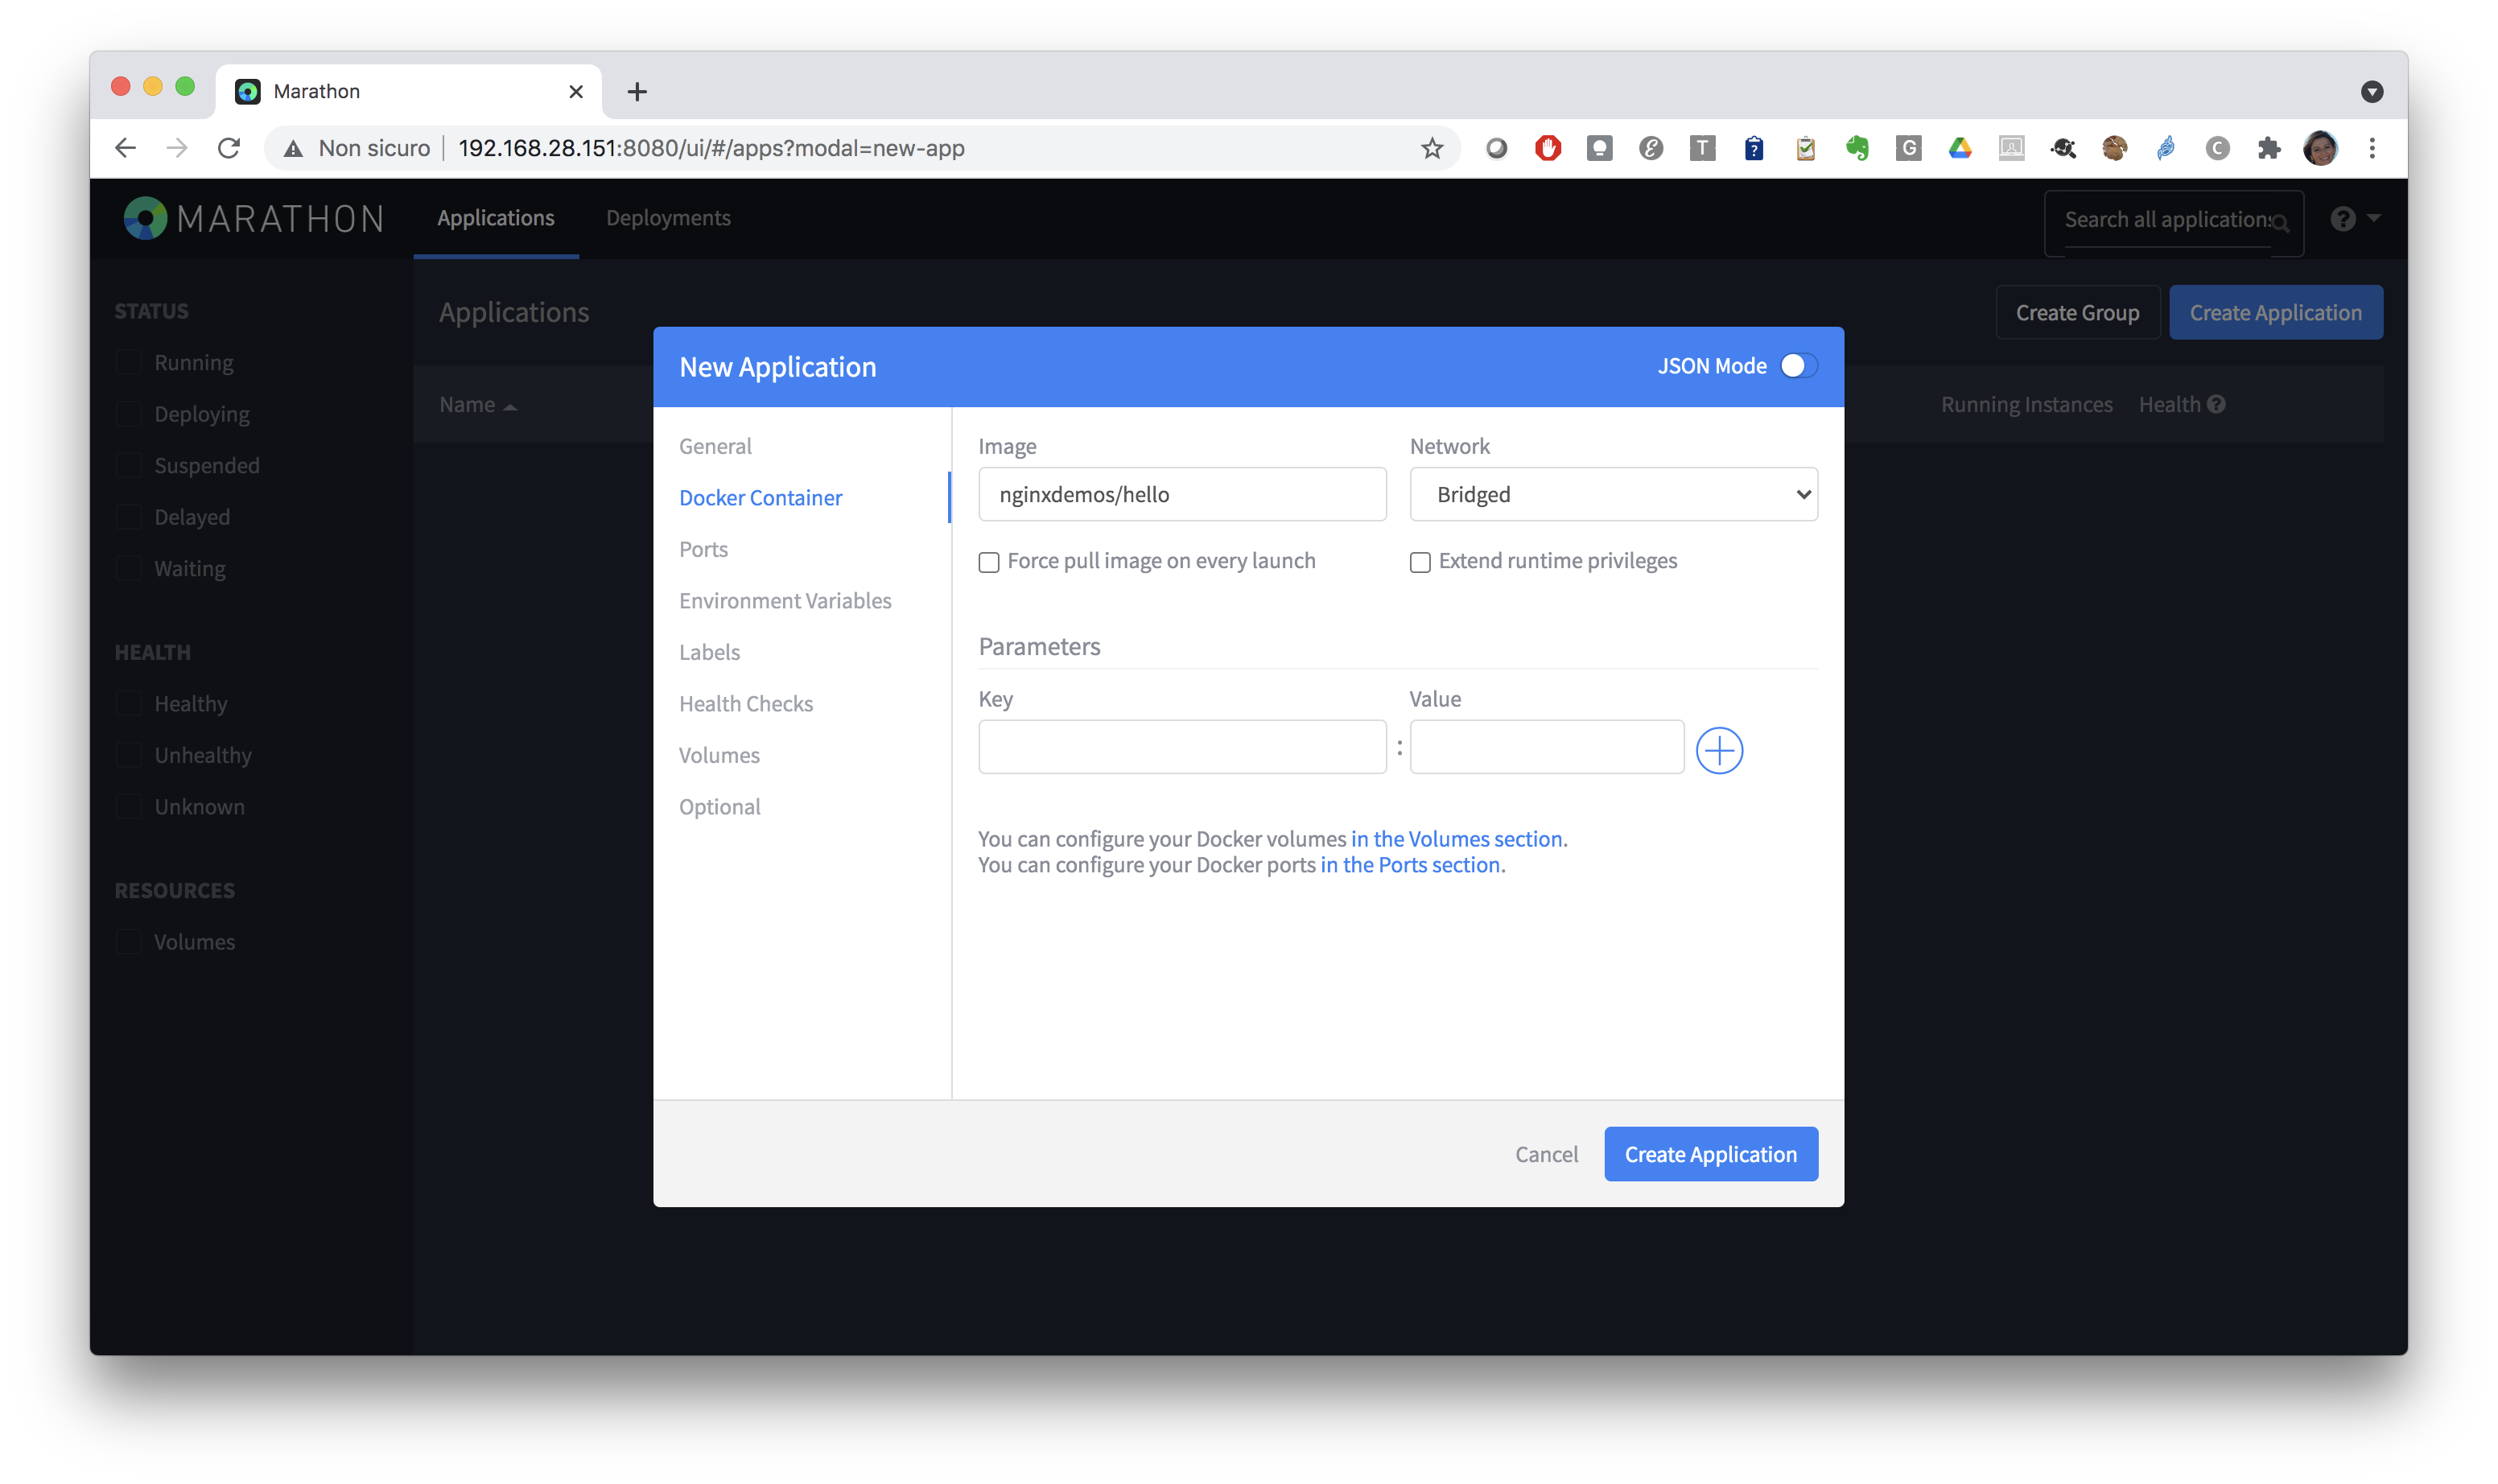 Marathon
Non sicuro
192.168.28.151:8080/ui/#/apps?modal=new-app
MARATHON
Applications
Deployments
Search all applications
STATUS
Running
Deploying
Suspended
Delayed
Waiting
HEALTH
Healthy
Unhealthy
Unknown
RESOURCES
Volumes
Applications
Create Group
Create Application
Name
Running Instances
Health
New Application
JSON Mode
General
Docker Container
Ports
Environment Variables
Labels
Health Checks
Volumes
Optional
Image
Network
nginxdemos/hello
Bridged
Force pull image on every launch
Extend runtime privileges
Parameters
Key
Value
:
You can configure your Docker volumes in the Volumes section.
You can configure your Docker ports in the Ports section.
Cancel
Create Application